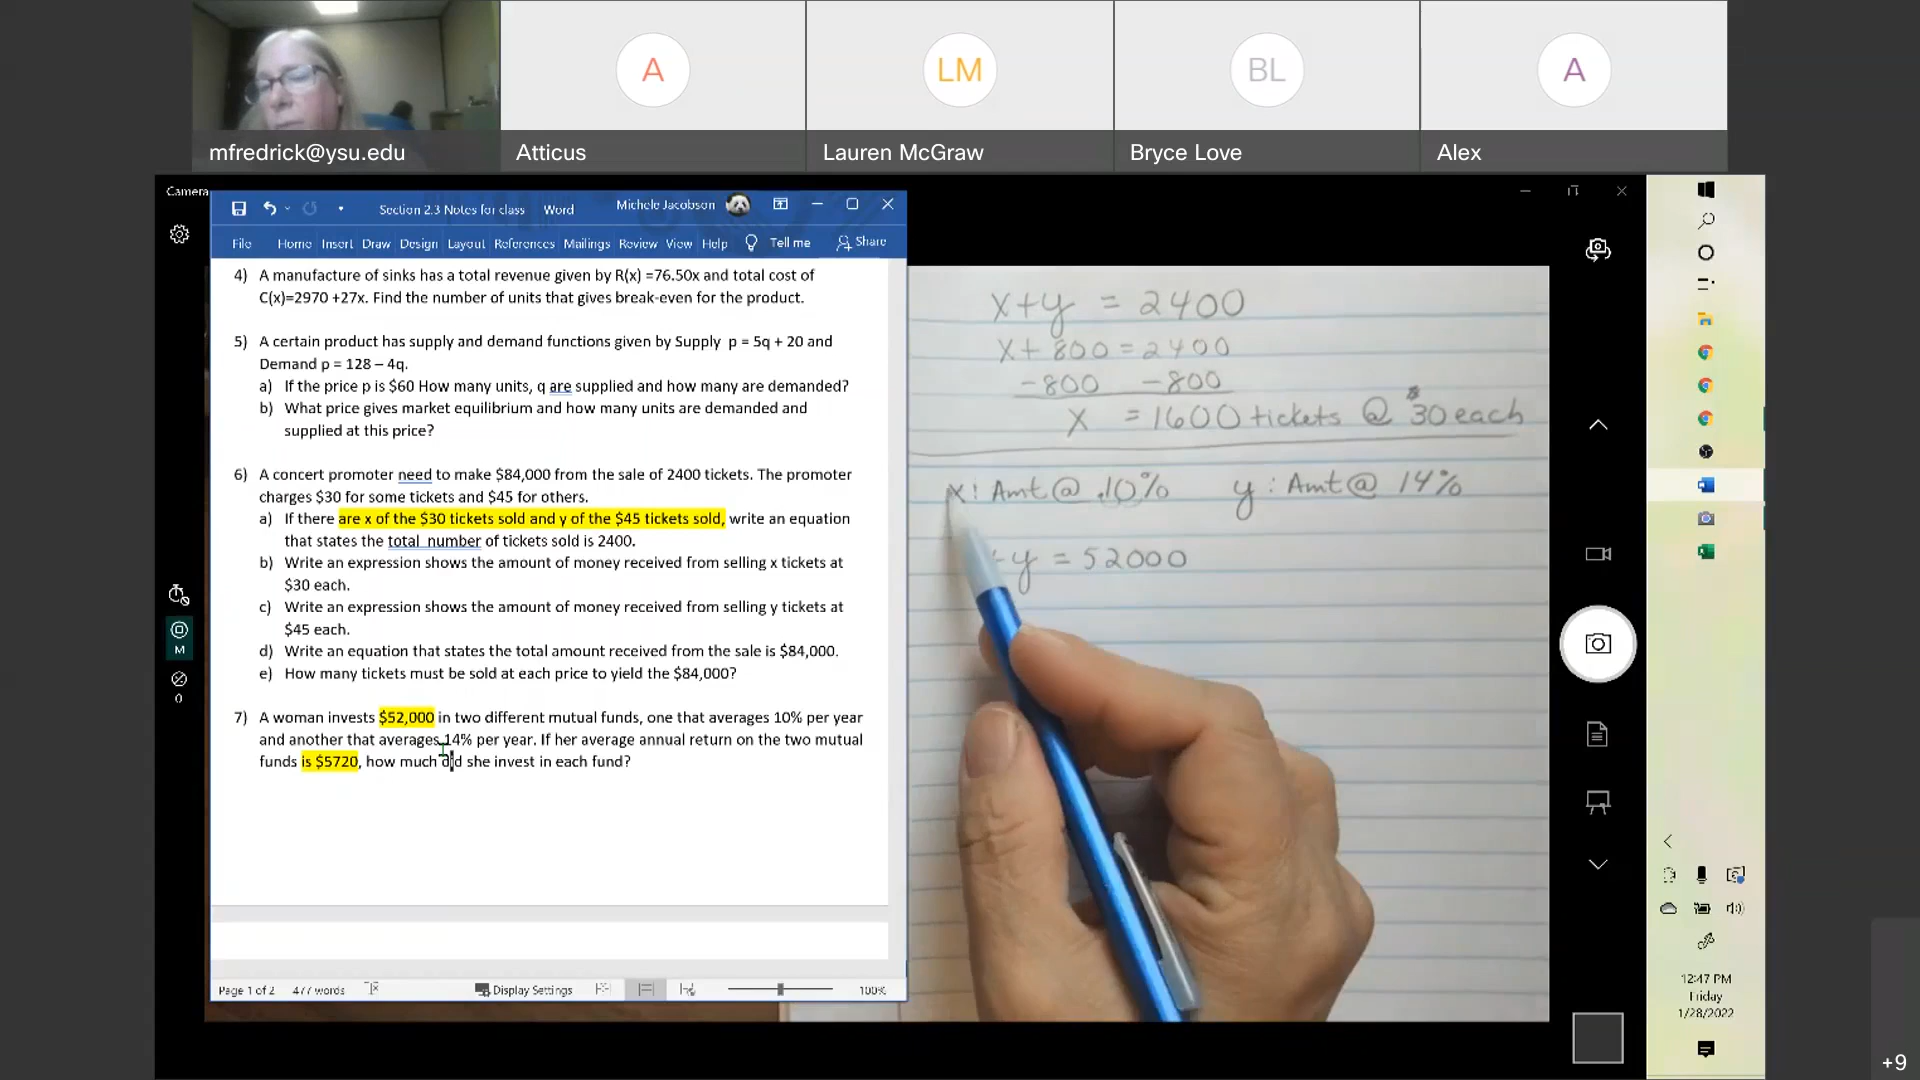 A
LM
BL
A
mfredrick@ysu.edu
Atticus
Lauren McGraw
Bryce Love
Alex
Camera
Section 2.3 Notes for class Word
Michele Jacobson
File Home Insert Draw Design Layout References Mailings Review View Help Tell me Share
4) A manufacture of sinks has a total revenue given by R(x) =76.50x and total cost of
C(x)=2970 +27x. Find the number of units that gives break-even for the product.
5) A certain product has supply and demand functions given by Supply p = 5q + 20 and
Demand p = 128 – 4q.
a) If the price p is $60 How many units, q are supplied and how many are demanded?
b) What price gives market equilibrium and how many units are demanded and
supplied at this price?
6) A concert promoter need to make $84,000 from the sale of 2400 tickets. The promoter
charges $30 for some tickets and $45 for others.
a) If there are x of the $30 tickets sold and y of the $45 tickets sold, write an equation
that states the total number of tickets sold is 2400.
b) Write an expression shows the amount of money received from selling x tickets at
$30 each.
c) Write an expression shows the amount of money received from selling y tickets at
$45 each.
d) Write an equation that states the total amount received from the sale is $84,000.
e) How many tickets must be sold at each price to yield the $84,000?
7) A woman invests $52,000 in two different mutual funds, one that averages 10% per year
and another that averages 14% per year. If her average annual return on the two mutual
funds is $5720, how much did she invest in each fund?
Page 1 of 2 477 words Display Settings 100%
x+y = 2400
x+ 800 = 2400
-800 -800
x = 1600 tickets @ $30 each
x: Amt @ .10% y: Amt @ 14%
+ y = 52000
M
0
12:47 PM
Friday
1/28/2022
+9